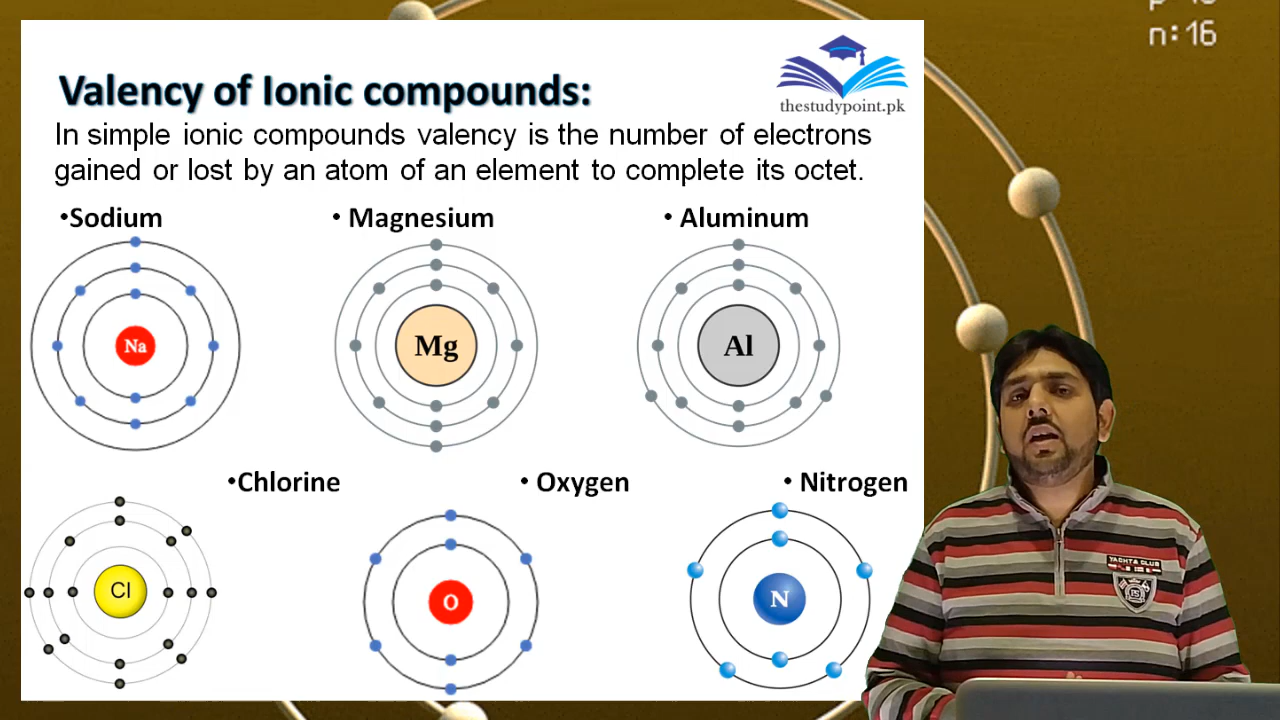 n:16
Valency of Ionic compounds:
thestudypoint.pk
In simple ionic compounds valency is the number of electrons
gained or lost by an atom of an element to complete its octet.
•Sodium
• Magnesium
• Aluminum
Na
Mg
Al
•Chlorine
• Oxygen
• Nitrogen
Cl
O
N
YACHT'A CLUB